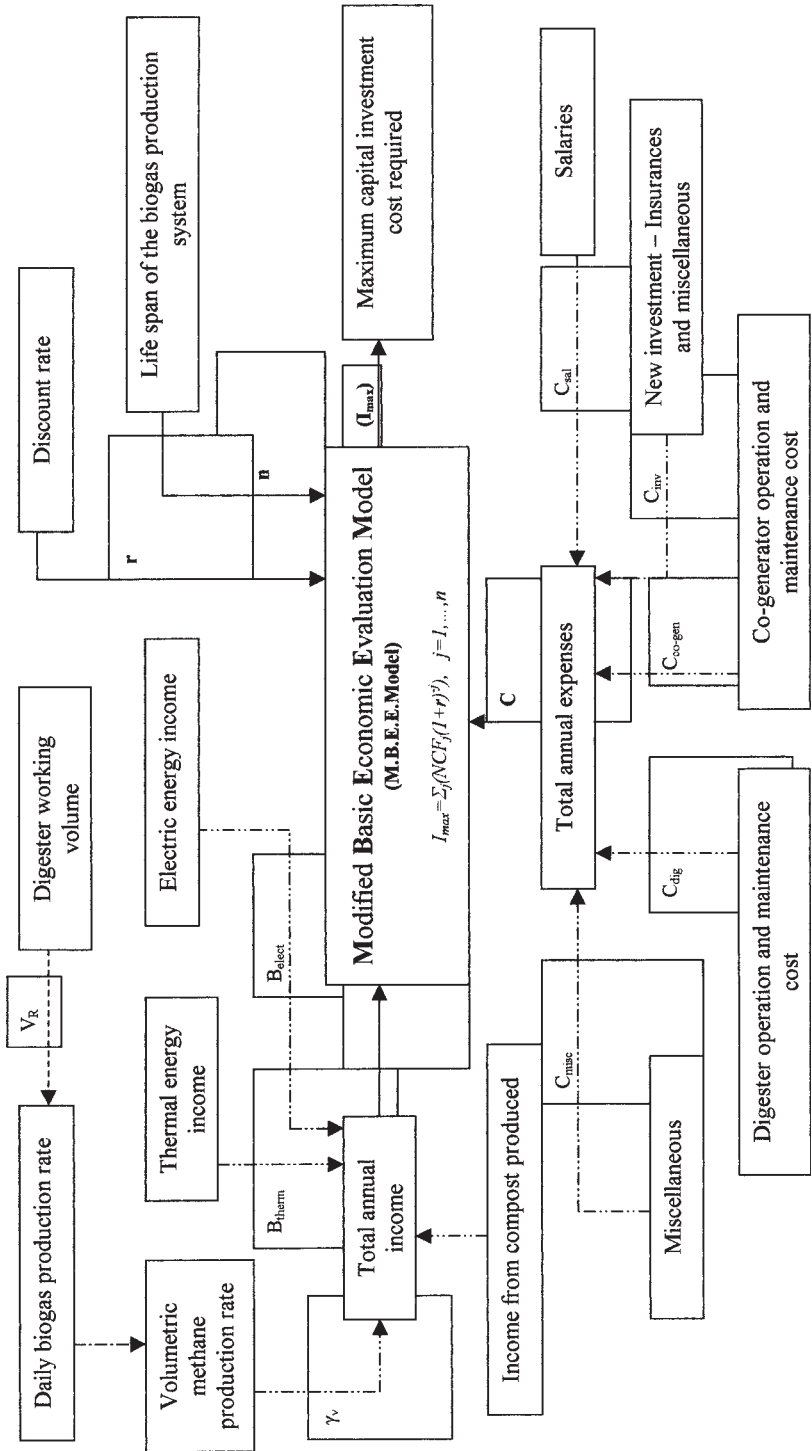 Daily biogas production rate
V_R
Digester working
volume
Discount rate
Life span of the biogas production
system
Volumetric
methane
production rate
Thermal energy
income
Electric energy income
r
n
γ_v
B_therm
B_elect
Total annual
income
Modified Basic Economic Evaluation Model
(M.B.E.E.Model)
I_max=Σ_j(NCF_j(1+r)^-j), j=1,...,n
(I_max)
Maximum capital investment
cost required
C
Income from compost produced
Total annual expenses
Salaries
C_sal
C_misc
Miscellaneous
C_dig
C_co-gen
C_inv
New investment – Insurances
and miscellaneous
Digester operation and maintenance
cost
Co-generator operation and
maintenance cost